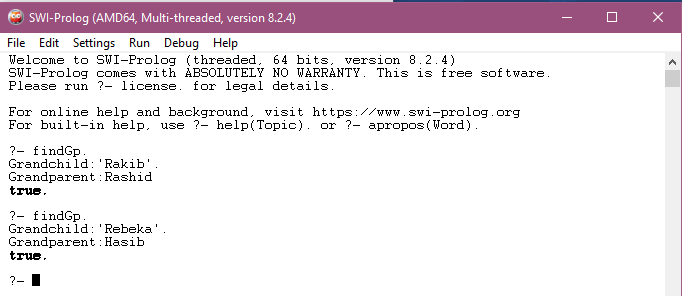 SWI-Prolog (AMD64, Multi-threaded, version 8.2.4)
File Edit Settings Run Debug Help
Welcome to SWI-Prolog (threaded, 64 bits, version 8.2.4)
SWI-Prolog comes with ABSOLUTELY NO WARRANTY. This is free software.
Please run ?- license. for legal details.
For online help and background, visit https://www.swi-prolog.org
For built-in help, use ?- help(Topic). or ?- apropos(Word).
?- findGp.
Grandchild:'Rakib'.
Grandparent:Rashid
true.
?- findGp.
Grandchild:'Rebeka'.
Grandparent:Hasib
true.
?-